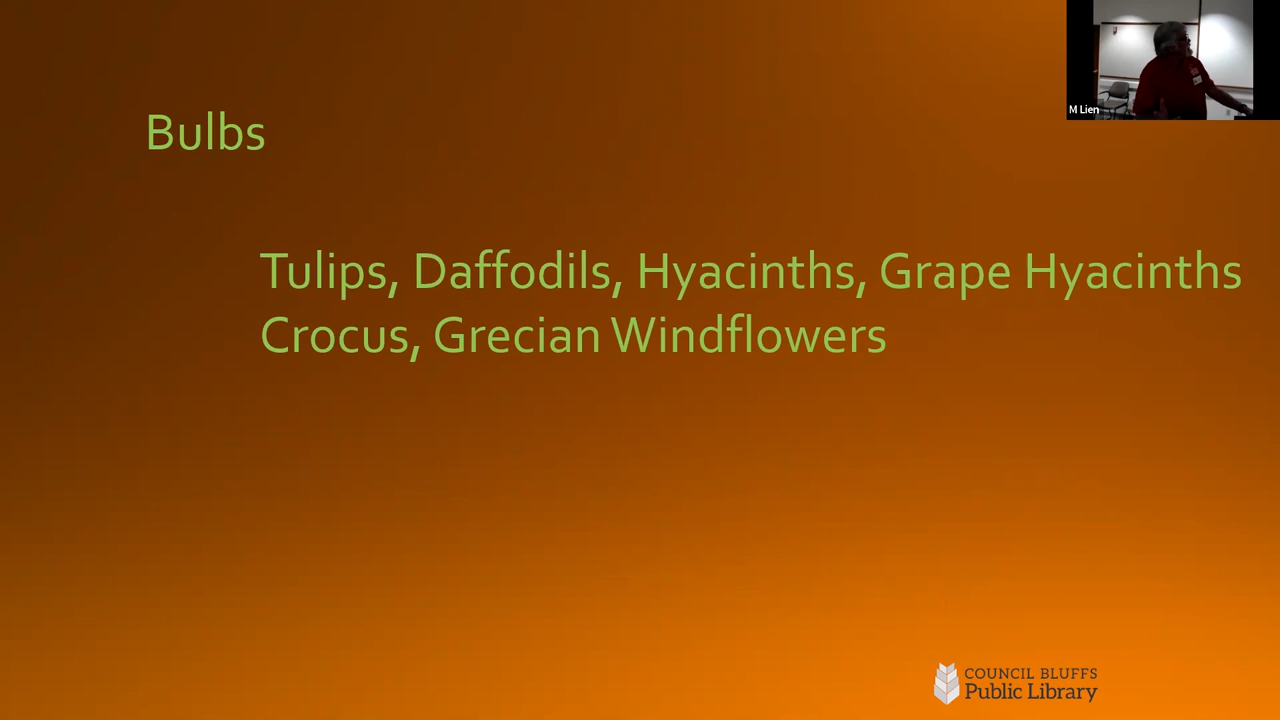 M Lien
Bulbs
Tulips, Daffodils, Hyacinths, Grape Hyacinths
Crocus, Grecian Windflowers
COUNCIL BLUFFS
Public Library